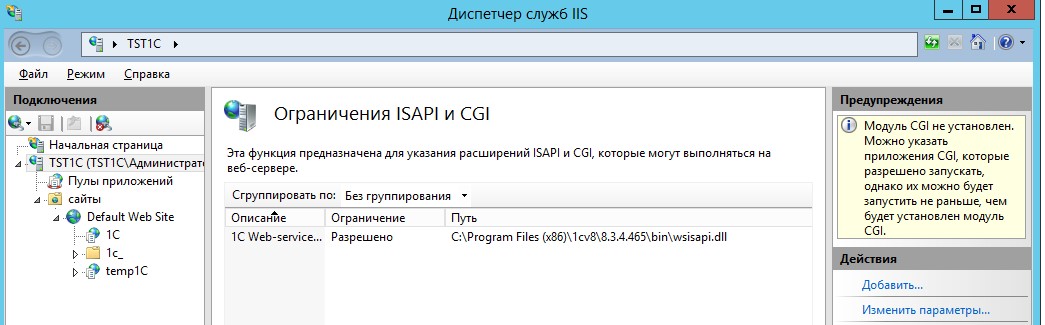 Диспетчер служб IIS
TST1C
Файл Режим Справка
Подключения
Начальная страница
TST1C (TST1C\Администрат
Пулы приложений
сайты
Default Web Site
1C
1c_
temp1C
Ограничения ISAPI и CGI
Эта функция предназначена для указания расширений ISAPI и CGI, которые могут выполняться на
веб-сервере.
Сгруппировать по: Без группирования
Описание Ограничение Путь
1C Web-service... Разрешено C:\Program Files (x86)\1cv8\8.3.4.465\bin\wsisapi.dll
Предупреждения
Модуль CGI не установлен.
Можно указать
приложения CGI, которые
разрешено запускать,
однако их можно будет
запустить не раньше, чем
будет установлен модуль
CGI.
Действия
Добавить...
Изменить параметры...